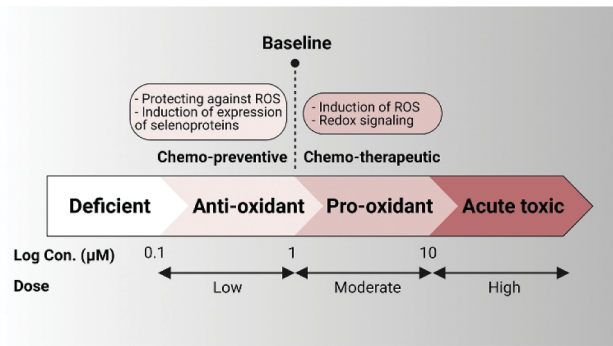 Baseline
- Protecting against ROS
- Induction of expression
of selenoproteins
- Induction of ROS
- Redox signaling
Chemo-preventive
Chemo-therapeutic
Deficient
Anti-oxidant
Pro-oxidant
Acute toxic
Log Con. (µM)
0.1
1
10
Dose
Low
Moderate
High